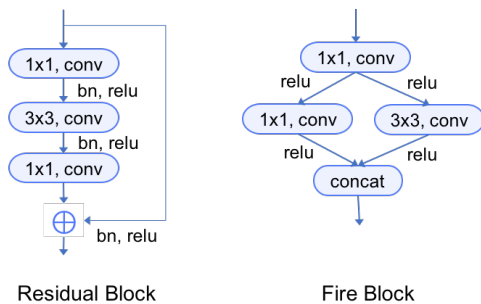 1x1, conv
bn, relu
3x3, conv
bn, relu
1x1, conv
bn, relu
Residual Block
1x1, conv
relu
relu
1x1, conv
3x3, conv
relu
relu
concat
Fire Block